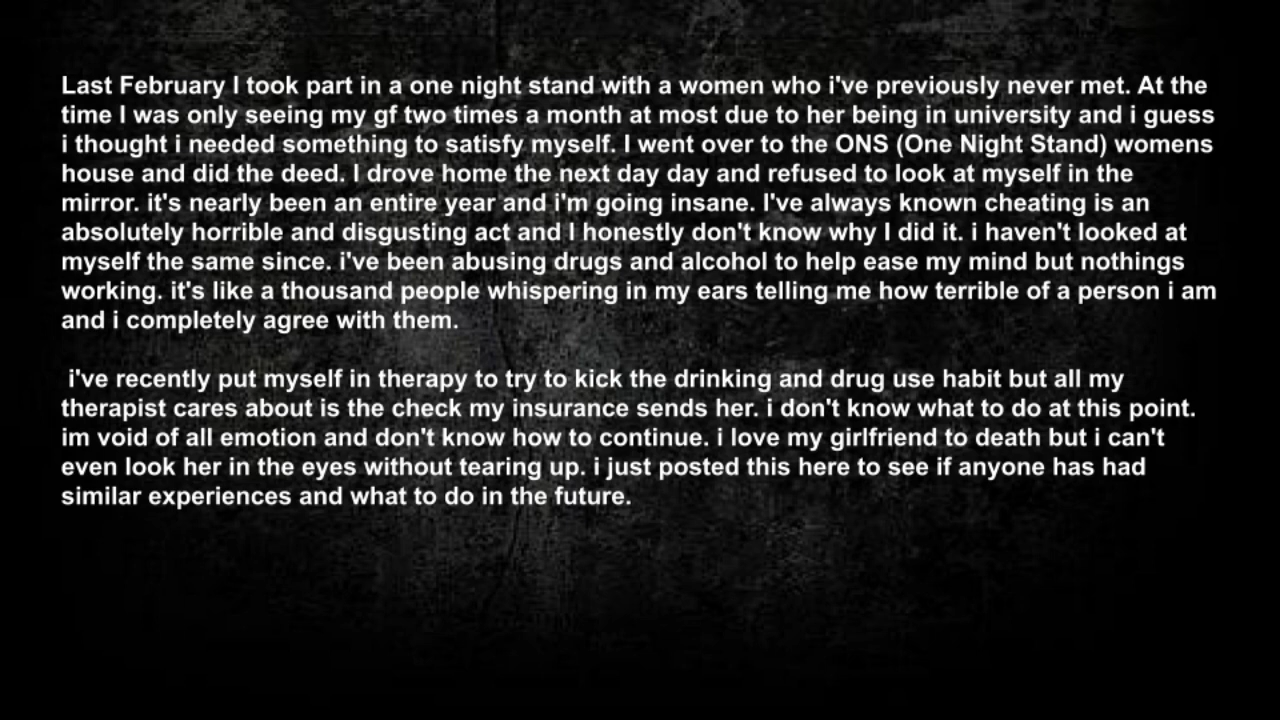 Last February I took part in a one night stand with a women who i've previously never met. At the
time I was only seeing my gf two times a month at most due to her being in university and i guess
i thought i needed something to satisfy myself. I went over to the ONS (One Night Stand) womens
house and did the deed. I drove home the next day day and refused to look at myself in the
mirror. it's nearly been an entire year and i'm going insane. I've always known cheating is an
absolutely horrible and disgusting act and I honestly don't know why I did it. i haven't looked at
myself the same since. i've been abusing drugs and alcohol to help ease my mind but nothings
working. it's like a thousand people whispering in my ears telling me how terrible of a person i am
and i completely agree with them.
i've recently put myself in therapy to try to kick the drinking and drug use habit but all my
therapist cares about is the check my insurance sends her. i don't know what to do at this point.
im void of all emotion and don't know how to continue. i love my girlfriend to death but i can't
even look her in the eyes without tearing up. i just posted this here to see if anyone has had
similar experiences and what to do in the future.